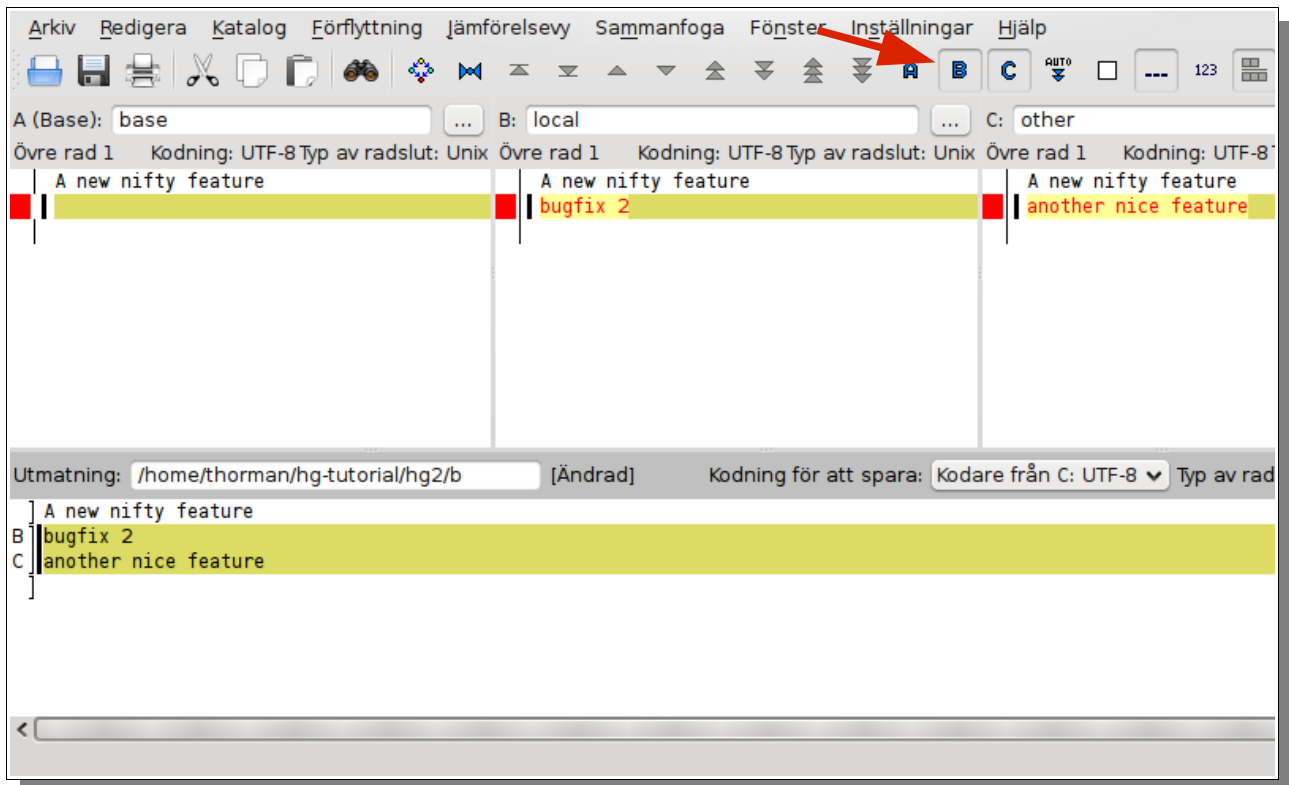 Arkiv Redigera Katalog Förflyttning Jämförelsevy Sammanfoga Fönster Inställningar Hjälp
A B C AUTO 123
A (Base): base ... B: local ... C: other
Övre rad 1 Kodning: UTF-8 Typ av radslut: Unix Övre rad 1 Kodning: UTF-8 Typ av radslut: Unix Övre rad 1 Kodning: UTF-8
A new nifty feature A new nifty feature A new nifty feature
bugfix 2 another nice feature
Utmatning: /home/thorman/hg-tutorial/hg2/b [Ändrad] Kodning för att spara: Kodare från C: UTF-8 Typ av rad
] A new nifty feature
B ] bugfix 2
C ] another nice feature
]